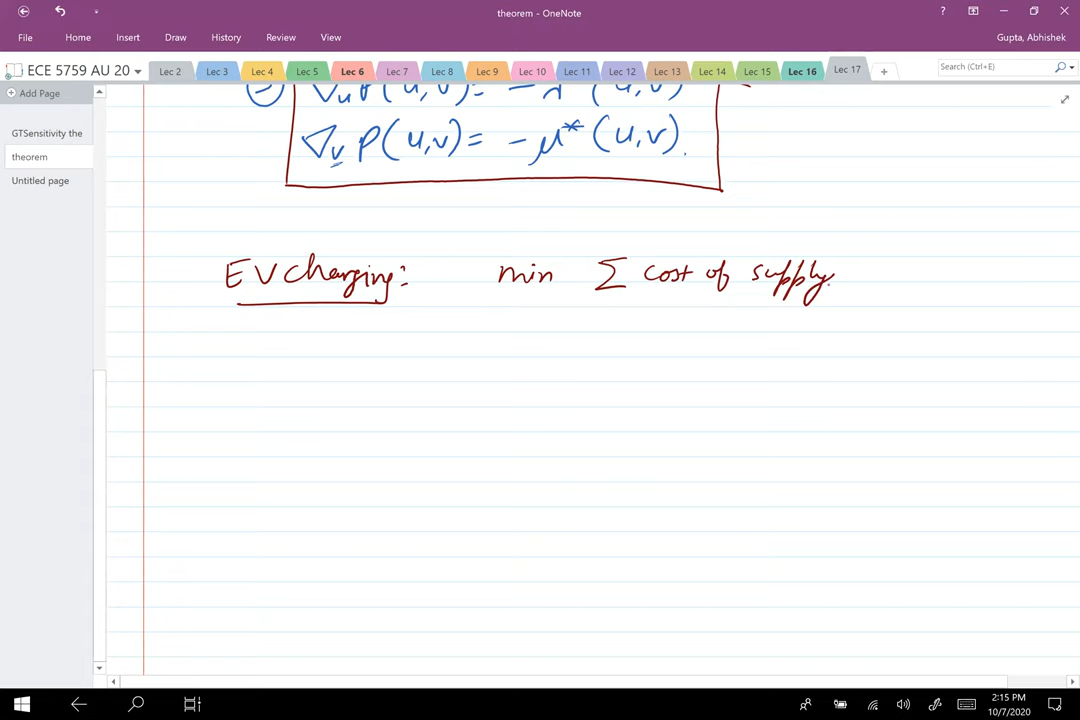 theorem - OneNote
?
File Home Insert Draw History Review View
Gupta, Abhishek
ECE 5759 AU 20
Lec 2 Lec 3 Lec 4 Lec 5 Lec 6 Lec 7 Lec 8 Lec 9 Lec 10 Lec 11 Lec 12 Lec 13 Lec 14 Lec 15 Lec 16 Lec 17 +
Search (Ctrl+E)
Add Page
GTSensitivity the
theorem
Untitled page
∇v P(u,v) = -μ* (u,v).
EV charging: min Σ cost of supply
2:15 PM
10/7/2020